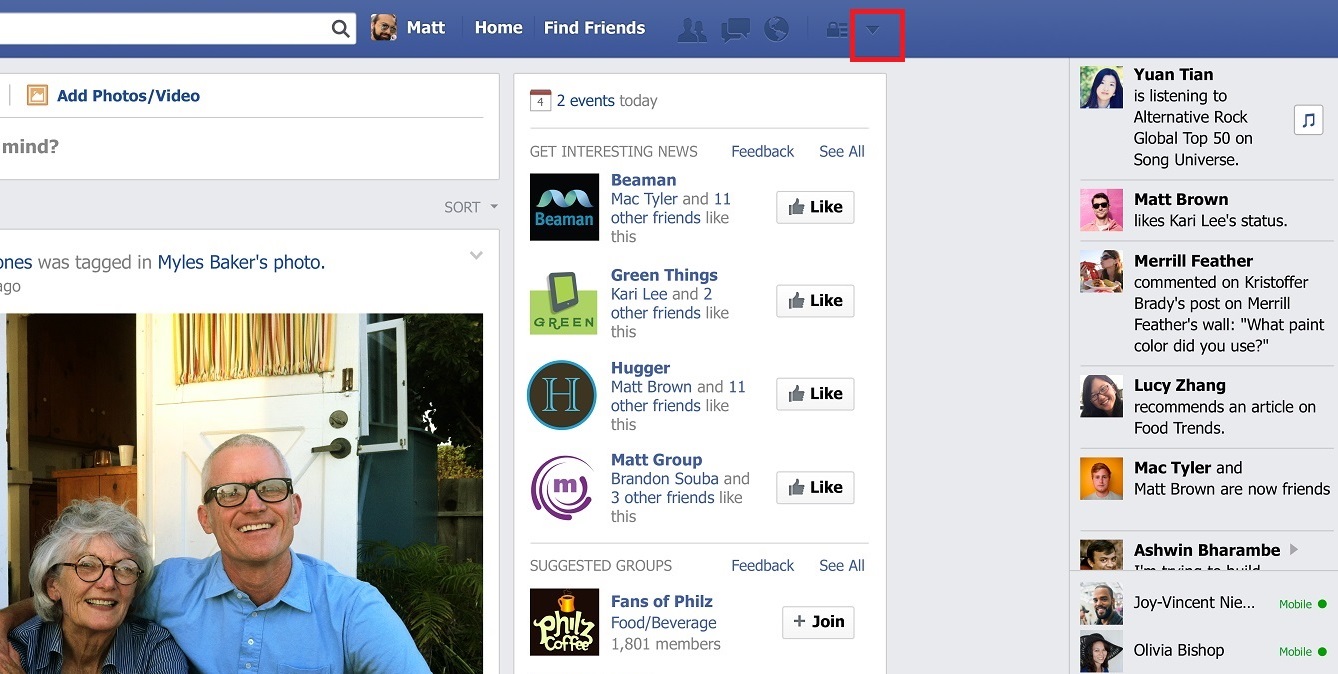 Matt Home Find Friends
Add Photos/Video
mind?
SORT
ones was tagged in Myles Baker's photo.
ago
4 2 events today
GET INTERESTING NEWS Feedback See All
Beaman
Beaman
Mac Tyler and 11
other friends like
this
Like
GREEN
Green Things
Kari Lee and 2
other friends like
this
Like
H
Hugger
Matt Brown and 11
other friends like
this
Like
m
Matt Group
Brandon Souba and
3 other friends like
this
Like
SUGGESTED GROUPS Feedback See All
Philz
Coffee
Fans of Philz
Food/Beverage
1,801 members
+ Join
Yuan Tian
is listening to
Alternative Rock
Global Top 50 on
Song Universe.
Matt Brown
likes Kari Lee's status.
Merrill Feather
commented on Kristoffer
Brady's post on Merrill
Feather's wall: "What paint
color did you use?"
Lucy Zhang
recommends an article on
Food Trends.
Mac Tyler and
Matt Brown are now friends
Ashwin Bharambe
I'm trying to build
Joy-Vincent Nie... Mobile
Olivia Bishop Mobile